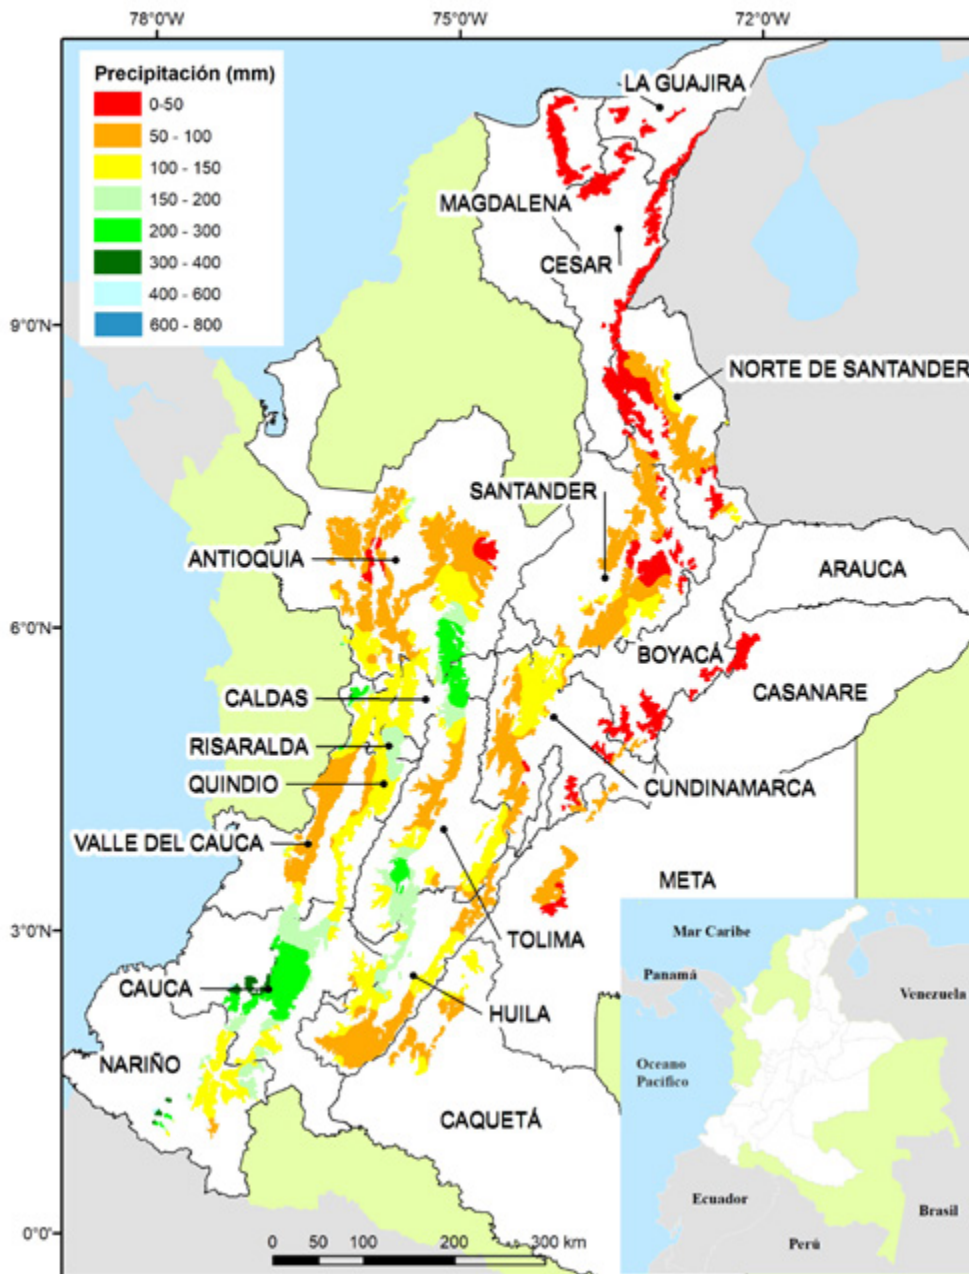 78°0'W 75°0'W 72°0'W
Precipitación (mm)
0-50
50 - 100
100 - 150
150 - 200
200 - 300
300 - 400
400 - 600
600 - 800
LA GUAJIRA
MAGDALENA
CESAR
9°0'N
NORTE DE SANTANDER
SANTANDER
ANTIOQUIA
ARAUCA
6°0'N
BOYACÁ
CASANARE
CALDAS
RISARALDA
QUINDIO
CUNDINAMARCA
VALLE DEL CAUCA
META
3°0'N
TOLIMA
CAUCA
HUILA
NARIÑO
CAQUETÁ
0°0'
0 50 100 200 300 km
Mar Caribe
Panamá
Venezuela
Oceano
Pacífico
Ecuador
Brasil
Perú